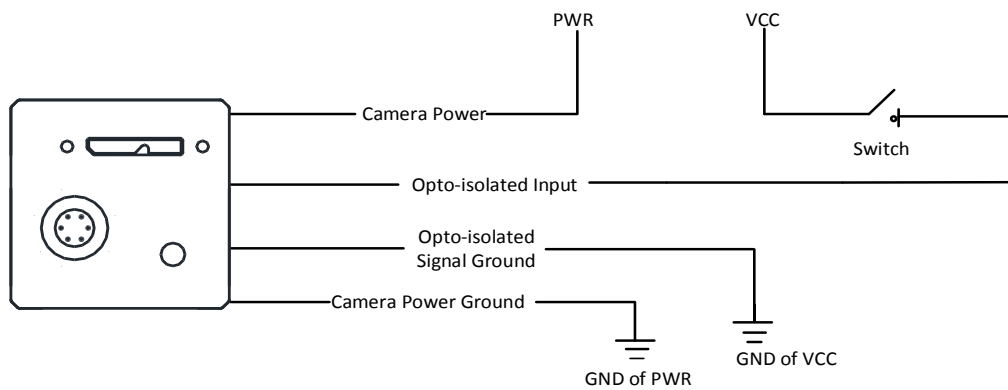 PWR
VCC
Camera Power
Switch
Opto-isolated Input
Opto-isolated
Signal Ground
Camera Power Ground
GND of VCC
GND of PWR